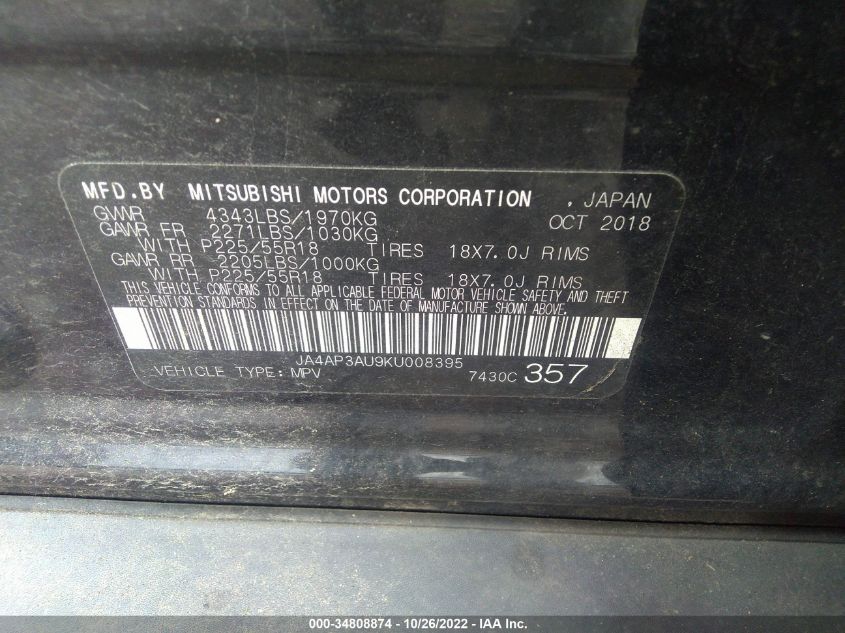 MFD.BY MITSUBISHI MOTORS CORPORATION , JAPAN
GVWR 4343LBS/1970KG OCT 2018
GAWR FR 2271LBS/1030KG
WITH P225/55R18 TIRES 18X7.0J RIMS
GAWR RR 2205LBS/1000KG
WITH P225/55R18 TIRES 18X7.0J RIMS
THIS VEHICLE CONFORMS TO ALL APPLICABLE FEDERAL MOTOR VEHICLE SAFETY AND THEFT
PREVENTION STANDARDS IN EFFECT ON THE DATE OF MANUFACTURE SHOWN ABOVE.
JA4AP3AU9KU008395
VEHICLE TYPE: MPV 7430C 357
000-34808874 - 10/26/2022 - IAA Inc.